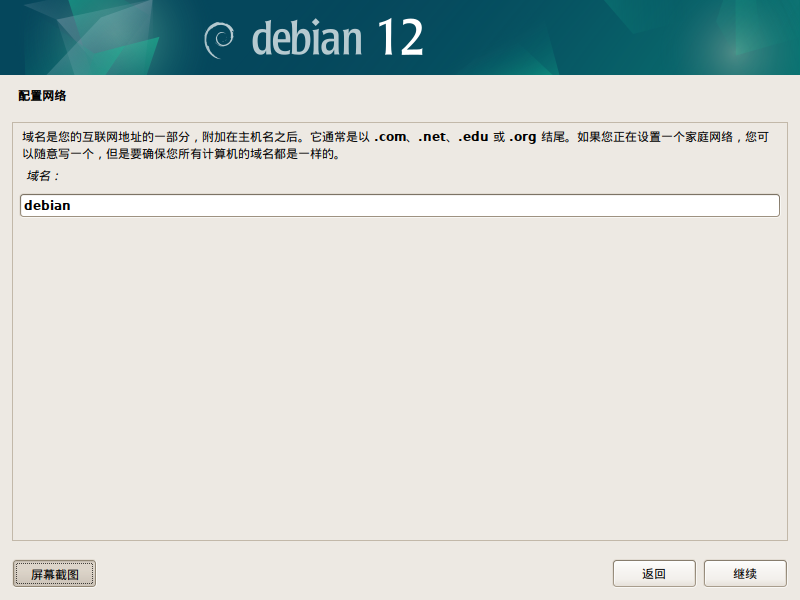 debian 12
配置网络
域名是您的互联网地址的一部分，附加在主机名之后。它通常是以 .com、.net、.edu 或 .org 结尾。如果您正在设置一个家庭网络，您可
以随意写一个，但是要确保您所有计算机的域名都是一样的。
域名：
debian
屏幕截图
返回
继续